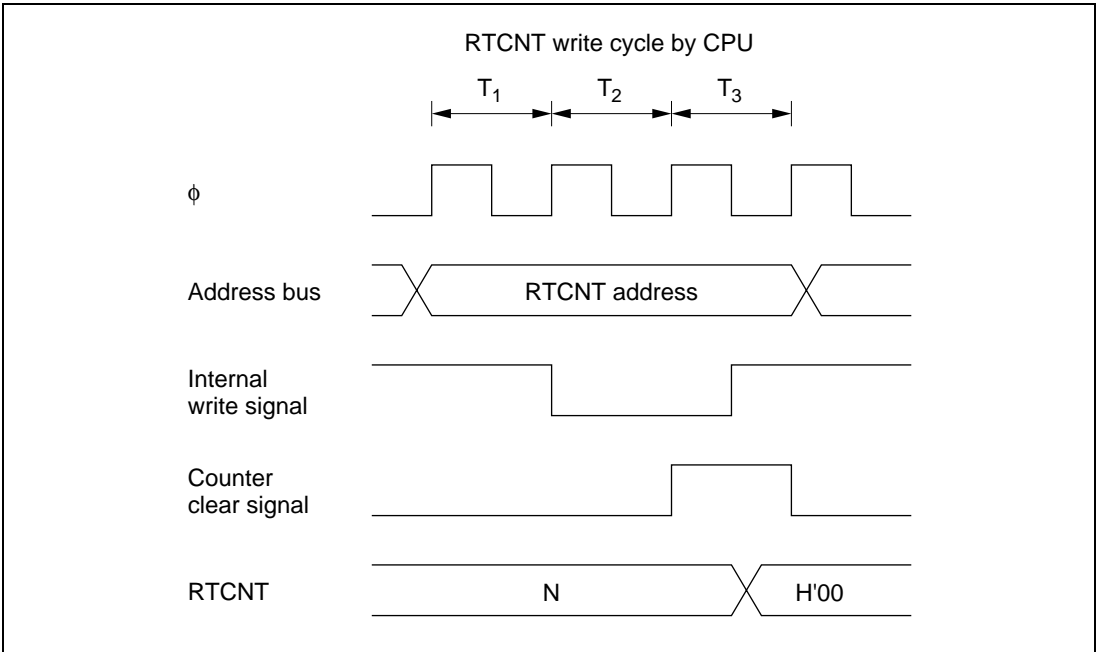 RTCNT write cycle by CPU
T1 T2 T3
φ
Address bus
RTCNT address
Internal
write signal
Counter
clear signal
RTCNT
N
H'00